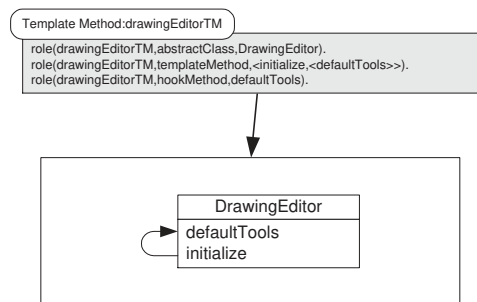 Template Method:drawingEditorTM
role(drawingEditorTM,abstractClass,DrawingEditor).
role(drawingEditorTM,templateMethod,<initialize,<defaultTools>>).
role(drawingEditorTM,hookMethod,defaultTools).
DrawingEditor
defaultTools
initialize